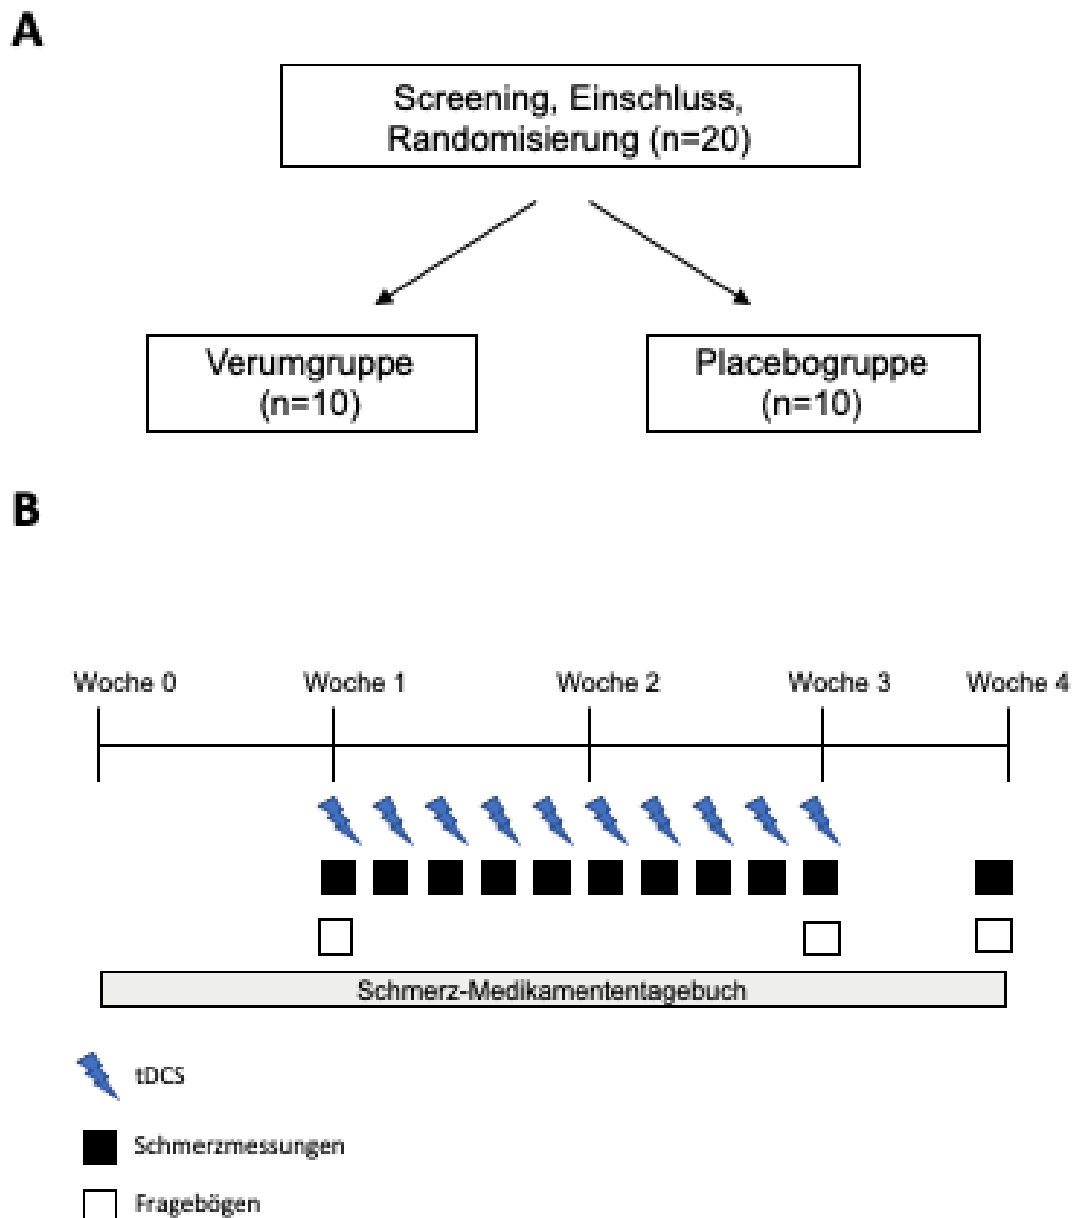 A
Screening, Einschluss,
Randomisierung (n=20)
Verumgruppe
(n=10)
Placebogruppe
(n=10)
B
Woche 0
Woche 1
Woche 2
Woche 3
Woche 4
Schmerz-Medikamententagebuch
tDCS
Schmerzmessungen
Fragebögen